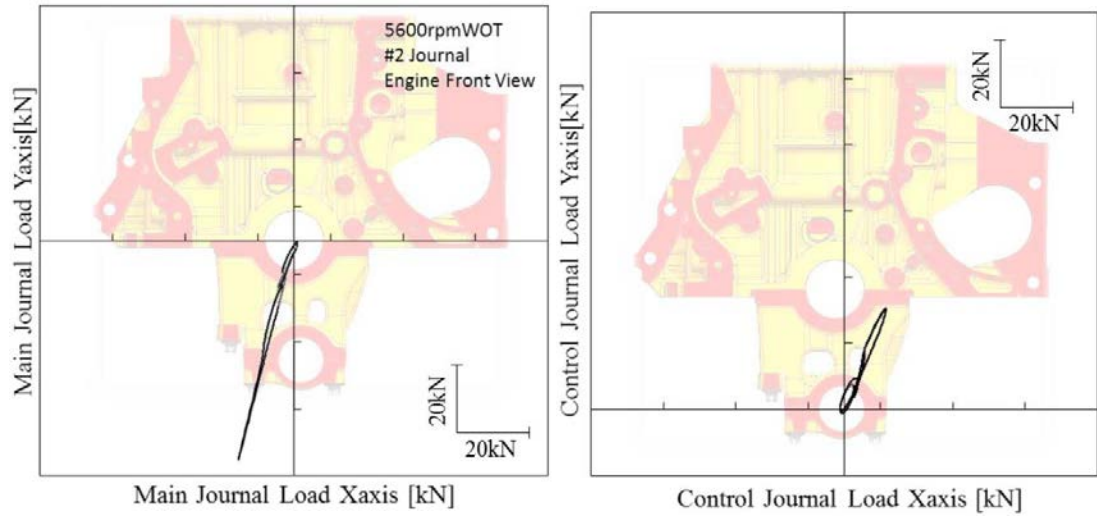 5600rpmWOT
#2 Journal
Engine Front View
Main Journal Load Yaxis[kN]
20kN
20kN
Main Journal Load Xaxis [kN]
20kN
20kN
Control Journal Load Yaxis[kN]
Control Journal Load Xaxis [kN]